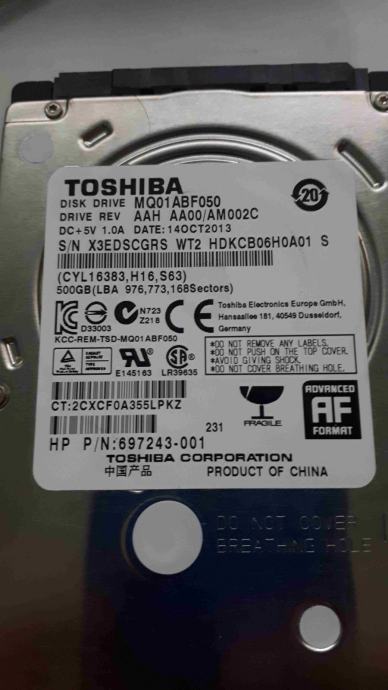 TOSHIBA
DISK DRIVE MQ01ABF050
DRIVE REV AAH AA00/AM002C
DC+5V 1.0A DATE:14OCT2013
S/N X3EDSCGRS WT2 HDKCB06H0A01 S
20
(CYL16383,H16,S63)
500GB(LBA 976,773,168Sectors)
D33003
N723
Z218
CE
Toshiba Electronics Europe GmbH,
Hansaallee 181, 40549 Dusseldorf,
Germany
KCC-REM-TSD-MQ01ABF050
E145163
LR39635
*DO NOT REMOVE ANY LABELS.
*DO NOT PUSH ON THE TOP COVER.
*AVOID GIVING SHOCK.
*DO NOT COVER BREATHING HOLE.
CT:2CXCF0A355LPKZ
231
FRAGILE
ADVANCED
AF
FORMAT
HP P/N:697243-001
TOSHIBA CORPORATION
中国产品 PRODUCT OF CHINA
DO NOT COVER
BREATHING HOLE